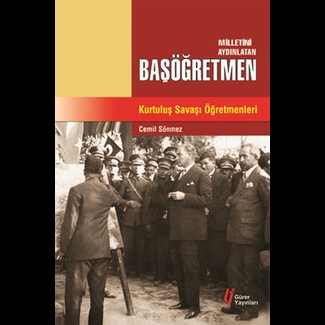 MİLLETİNİ
AYDINLATAN
BAŞÖĞRETMEN
Kurtuluş Savaşı Öğretmenleri
Cemil Sönmez
Gürer
Yayınları